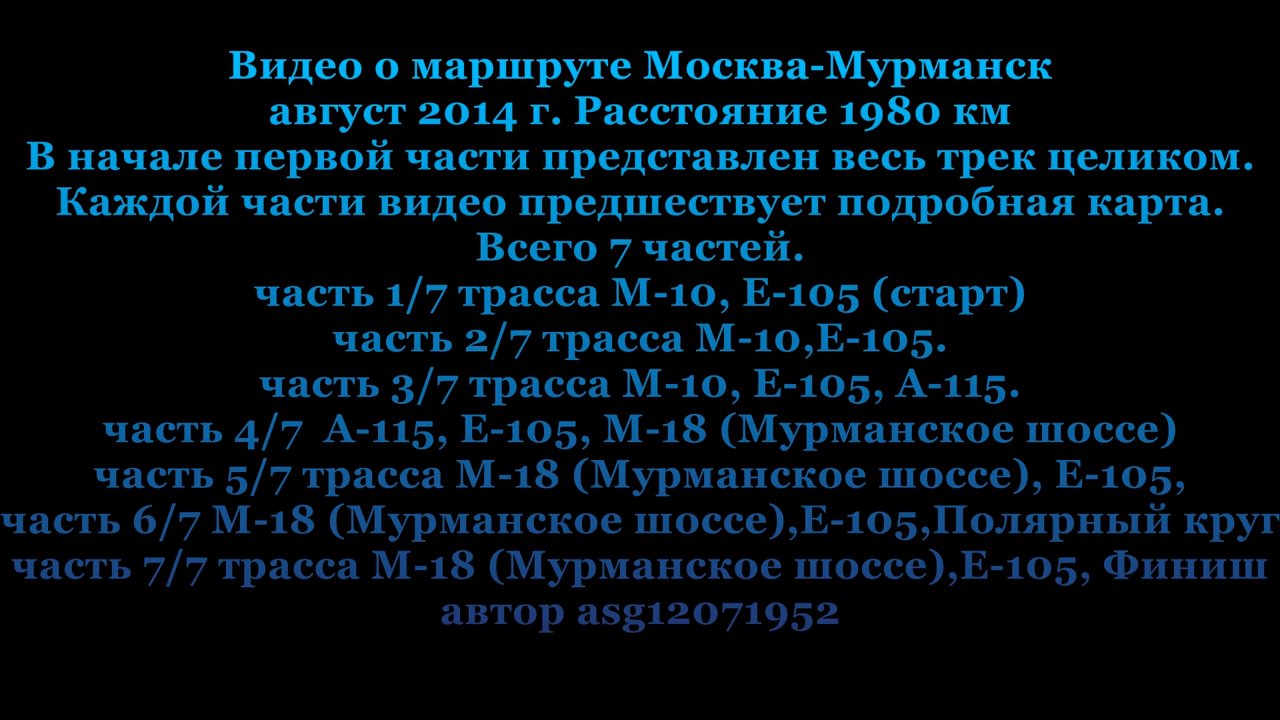 Видео о маршруте Москва-Мурманск
август 2014 г. Расстояние 1980 км
В начале первой части представлен весь трек целиком.
Каждой части видео предшествует подробная карта.
Всего 7 частей.
часть 1/7 трасса М-10, Е-105 (старт)
часть 2/7 трасса М-10,Е-105.
часть 3/7 трасса М-10, Е-105, А-115.
часть 4/7  А-115, Е-105, М-18 (Мурманское шоссе)
часть 5/7 трасса М-18 (Мурманское шоссе), Е-105,
часть 6/7 М-18 (Мурманское шоссе),Е-105,Полярный круг
часть 7/7 трасса М-18 (Мурманское шоссе),Е-105, Финиш
автор asg12071952